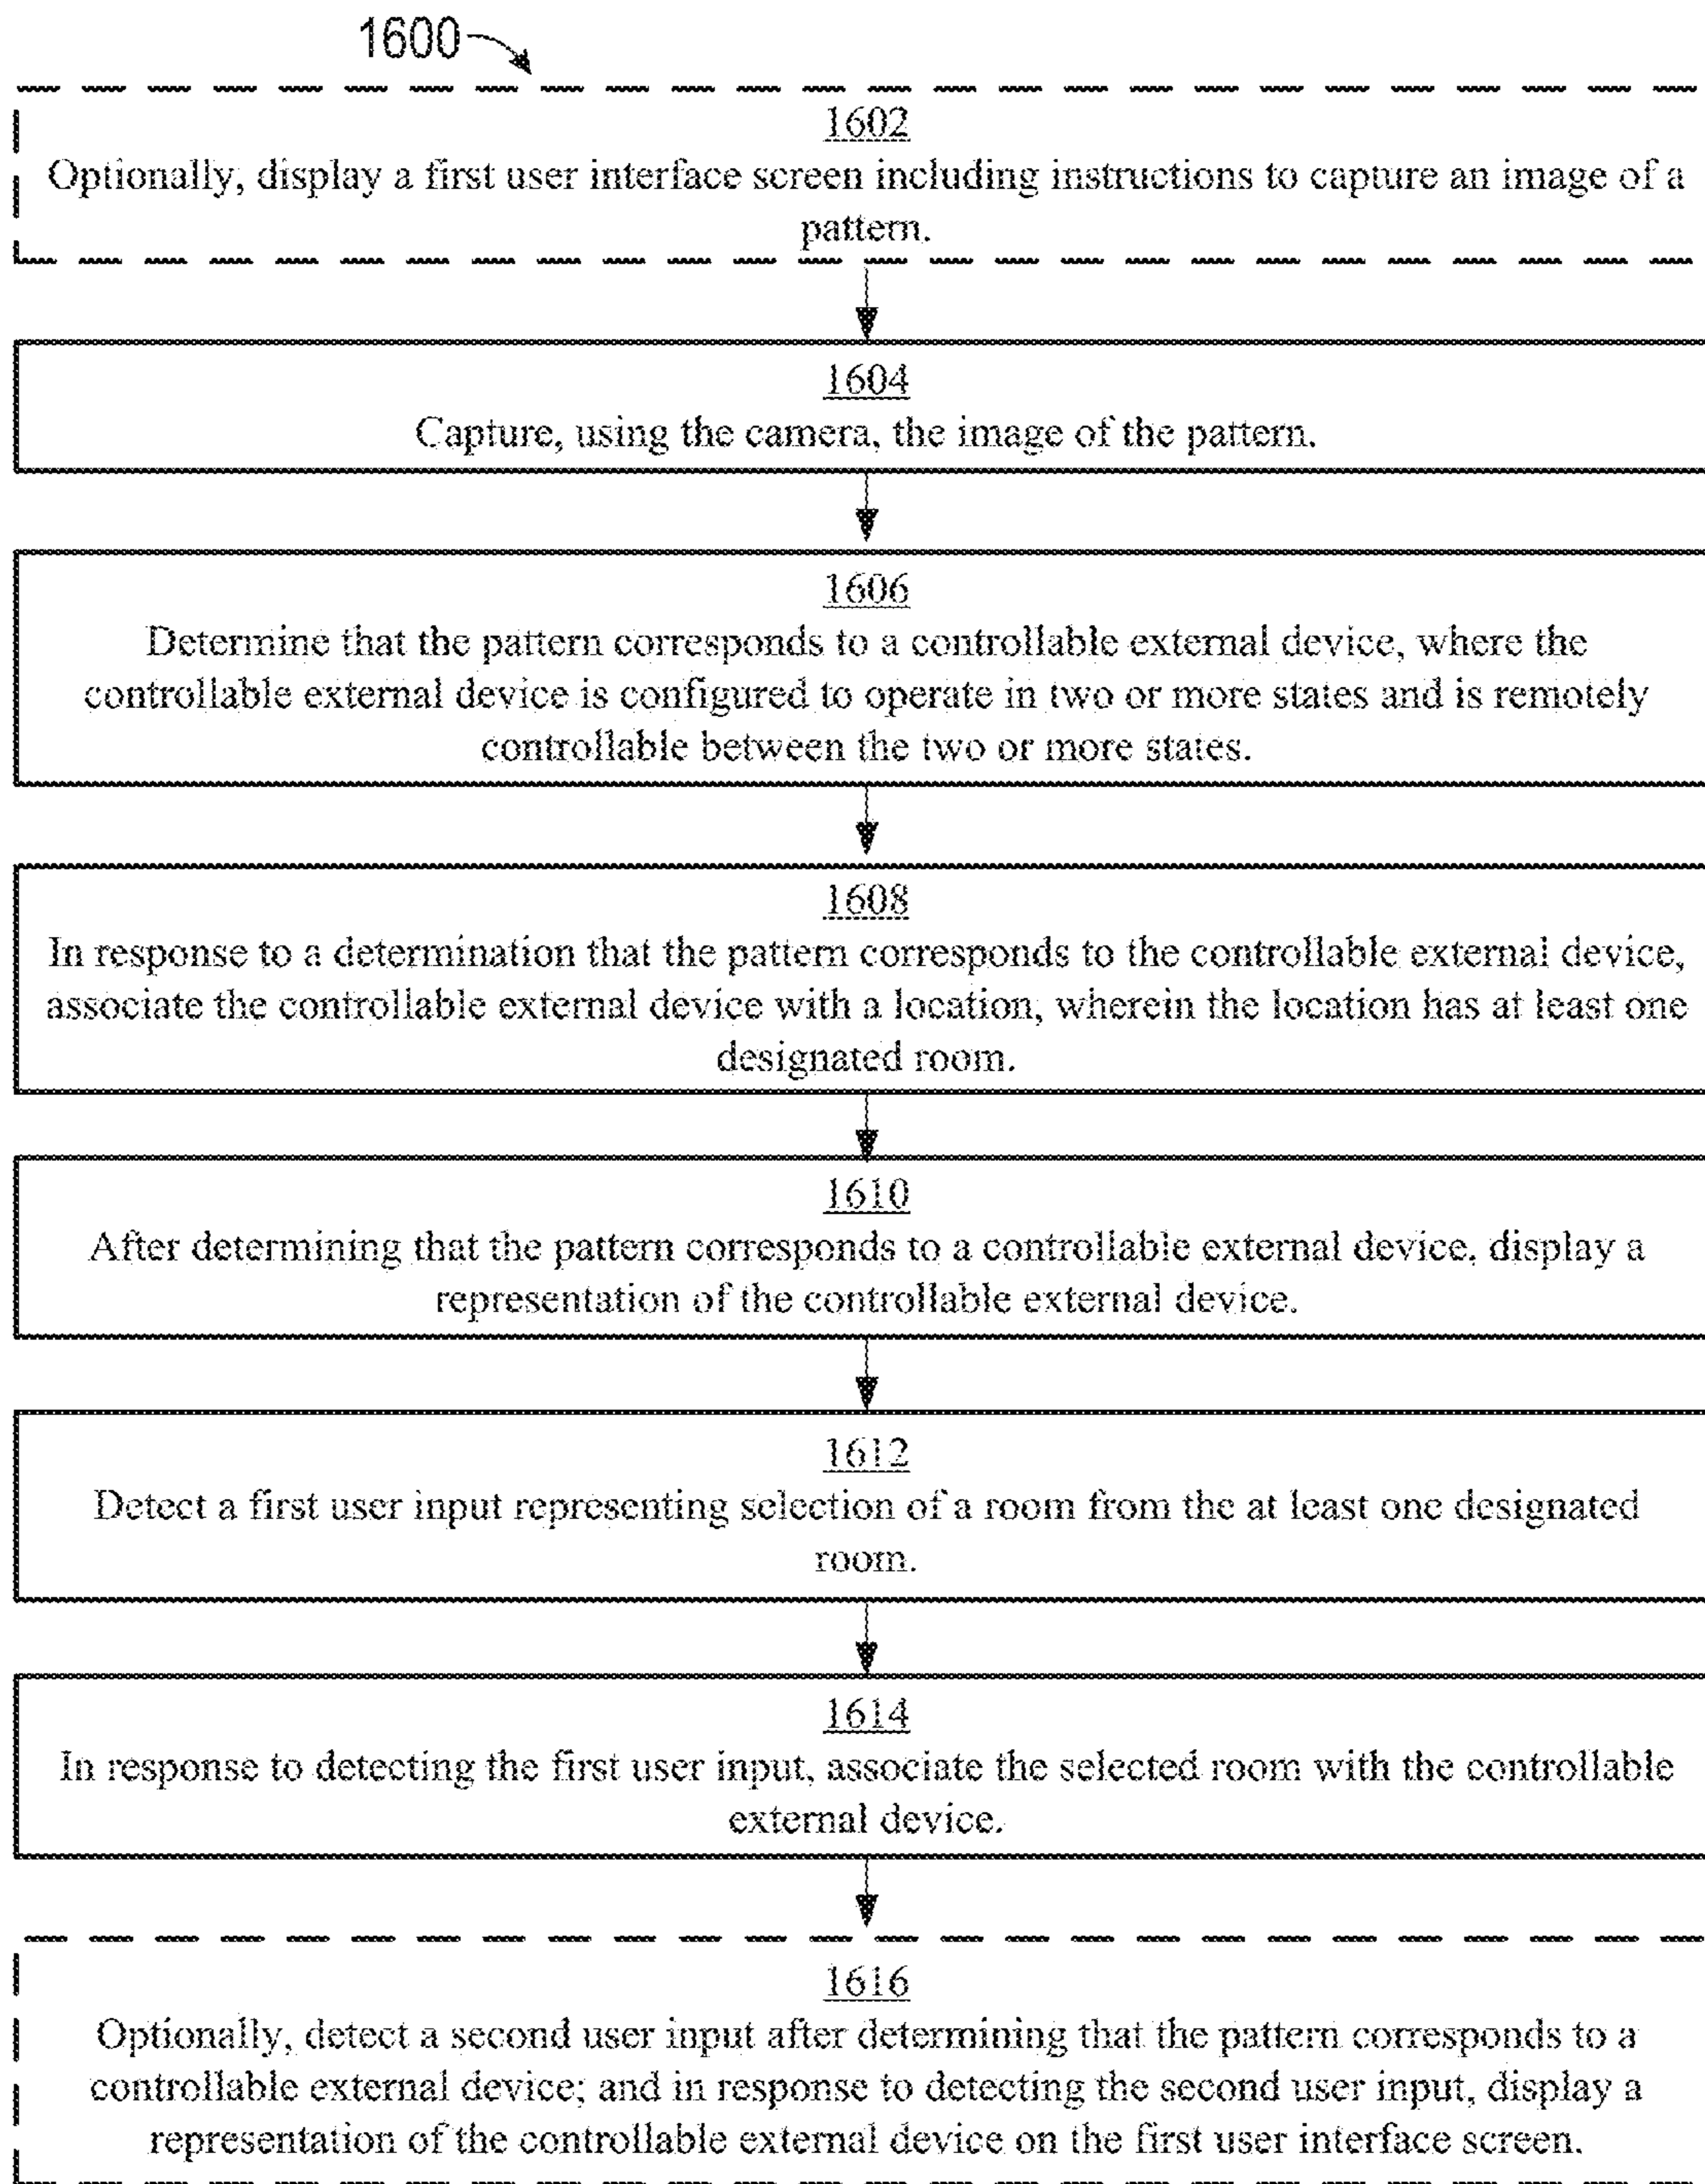 1600
1602
Optionally, display a first user interface screen including instructions to capture an image of a
pattern.
1604
Capture, using the camera, the image of the pattern.
1606
Determine that the pattern corresponds to a controllable external device, where the
controllable external device is configured to operate in two or more states and is remotely
controllable between the two or more states.
1608
In response to a determination that the pattern corresponds to the controllable external device,
associate the controllable external device with a location, wherein the location has at least one
designated room.
1610
After determining that the pattern corresponds to a controllable external device, display a
representation of the controllable external device.
1612
Detect a first user input representing selection of a room from the at least one designated
room.
1614
In response to detecting the first user input, associate the selected room with the controllable
external device.
1616
Optionally, detect a second user input after determining that the pattern corresponds to a
controllable external device; and in response to detecting the second user input, display a
representation of the controllable external device on the first user interface screen.